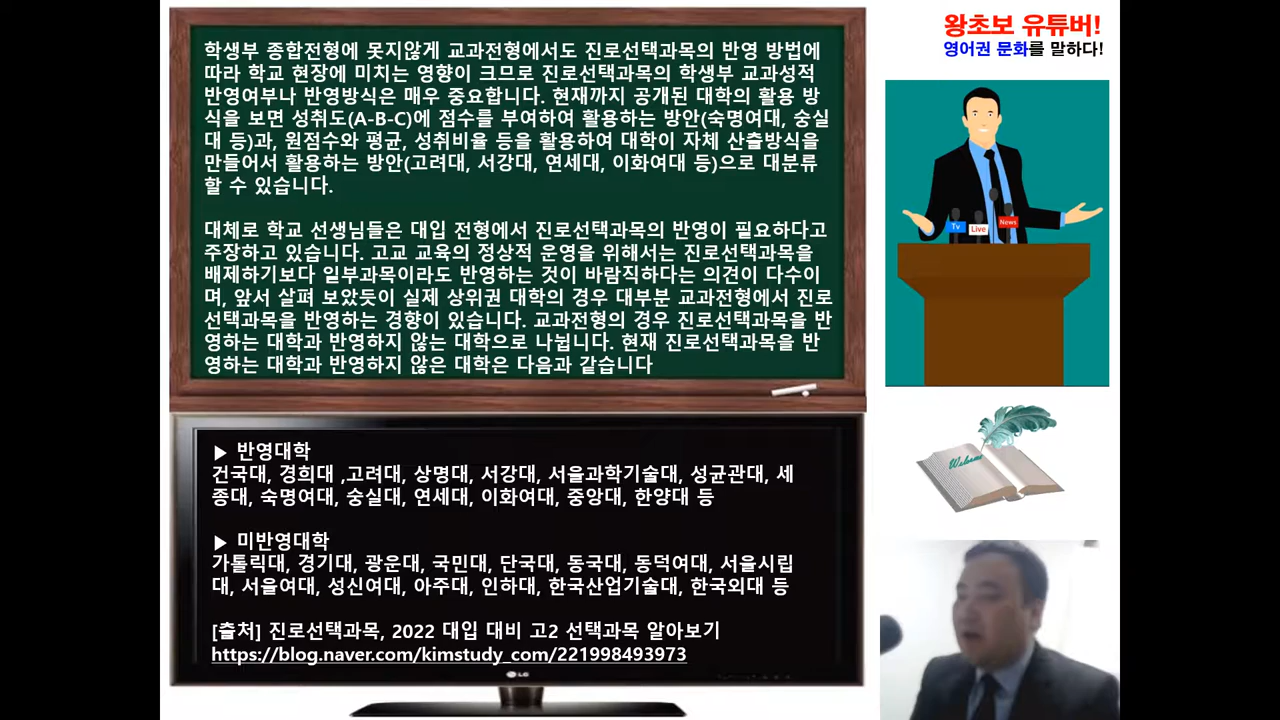 학생부 종합전형에 못지않게 교과전형에서도 진로선택과목의 반영 방법에
따라 학교 현장에 미치는 영향이 크므로 진로선택과목의 학생부 교과성적
반영여부나 반영방식은 매우 중요합니다. 현재까지 공개된 대학의 활용 방
식을 보면 성취도(A-B-C)에 점수를 부여하여 활용하는 방안(숙명여대, 숭실
대 등)과, 원점수와 평균, 성취비율 등을 활용하여 대학이 자체 산출방식을
만들어서 활용하는 방안(고려대, 서강대, 연세대, 이화여대 등)으로 대분류
할 수 있습니다.
대체로 학교 선생님들은 대입 전형에서 진로선택과목의 반영이 필요하다고
주장하고 있습니다. 고교 교육의 정상적 운영을 위해서는 진로선택과목을
배제하기보다 일부과목이라도 반영하는 것이 바람직하다는 의견이 다수이
며, 앞서 살펴 보았듯이 실제 상위권 대학의 경우 대부분 교과전형에서 진로
선택과목을 반영하는 경향이 있습니다. 교과전형의 경우 진로선택과목을 반
영하는 대학과 반영하지 않는 대학으로 나뉩니다. 현재 진로선택과목을 반
영하는 대학과 반영하지 않은 대학은 다음과 같습니다
▶ 반영대학
건국대, 경희대 ,고려대, 상명대, 서강대, 서울과학기술대, 성균관대, 세
종대, 숙명여대, 숭실대, 연세대, 이화여대, 중앙대, 한양대 등
▶ 미반영대학
가톨릭대, 경기대, 광운대, 국민대, 단국대, 동국대, 동덕여대, 서울시립
대, 서울여대, 성신여대, 아주대, 인하대, 한국산업기술대, 한국외대 등
[출처] 진로선택과목, 2022 대입 대비 고2 선택과목 알아보기
https://blog.naver.com/kimstudy_com/221998493973
LG
왕초보 유튜버!
영어권 문화를 말하다!
Tv
Live
News
Welcome